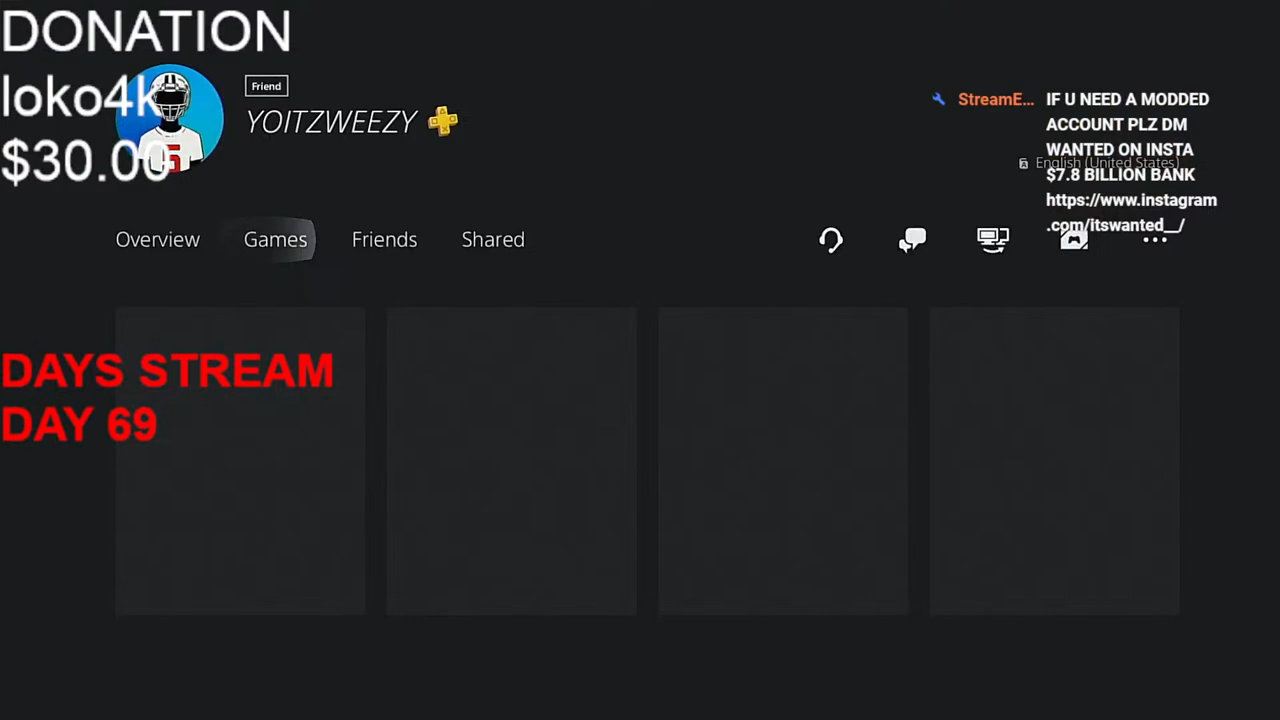 DONATION
loko4k
$30.00
Friend
YOITZWEEZY
StreamE... IF U NEED A MODDED
ACCOUNT PLZ DM
WANTED ON INSTA
$7.8 BILLION BANK
https://www.instagram
.com/itswanted__/
English (United States)
Overview
Games
Friends
Shared
DAYS STREAM
DAY 69